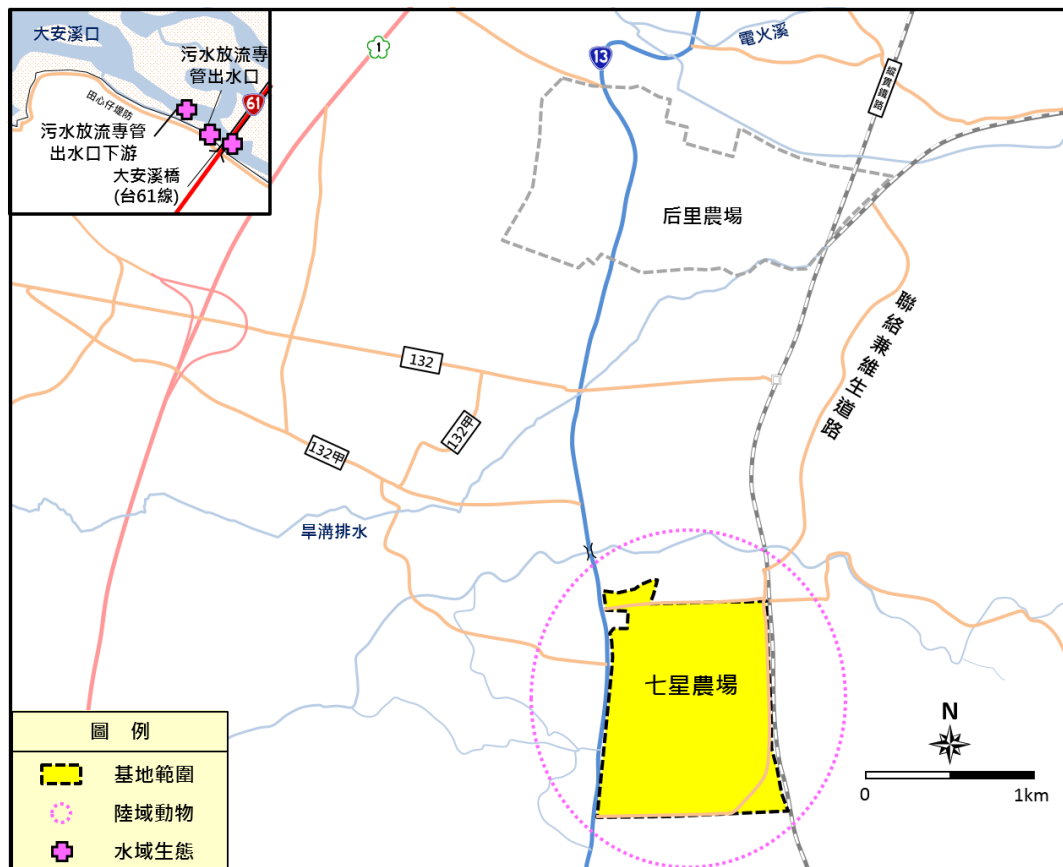 大安溪口
污水放流專
管出水口
1
61
田心仔堤防
污水放流專管
出水口下游
大安溪橋
(台61線)
13
電火溪
縱貫鐵路
后里農場
聯絡兼維生道路
132
132甲
132甲
旱溝排水
七星農場
圖 例
基地範圍
陸域動物
水域生態
N
0
1km